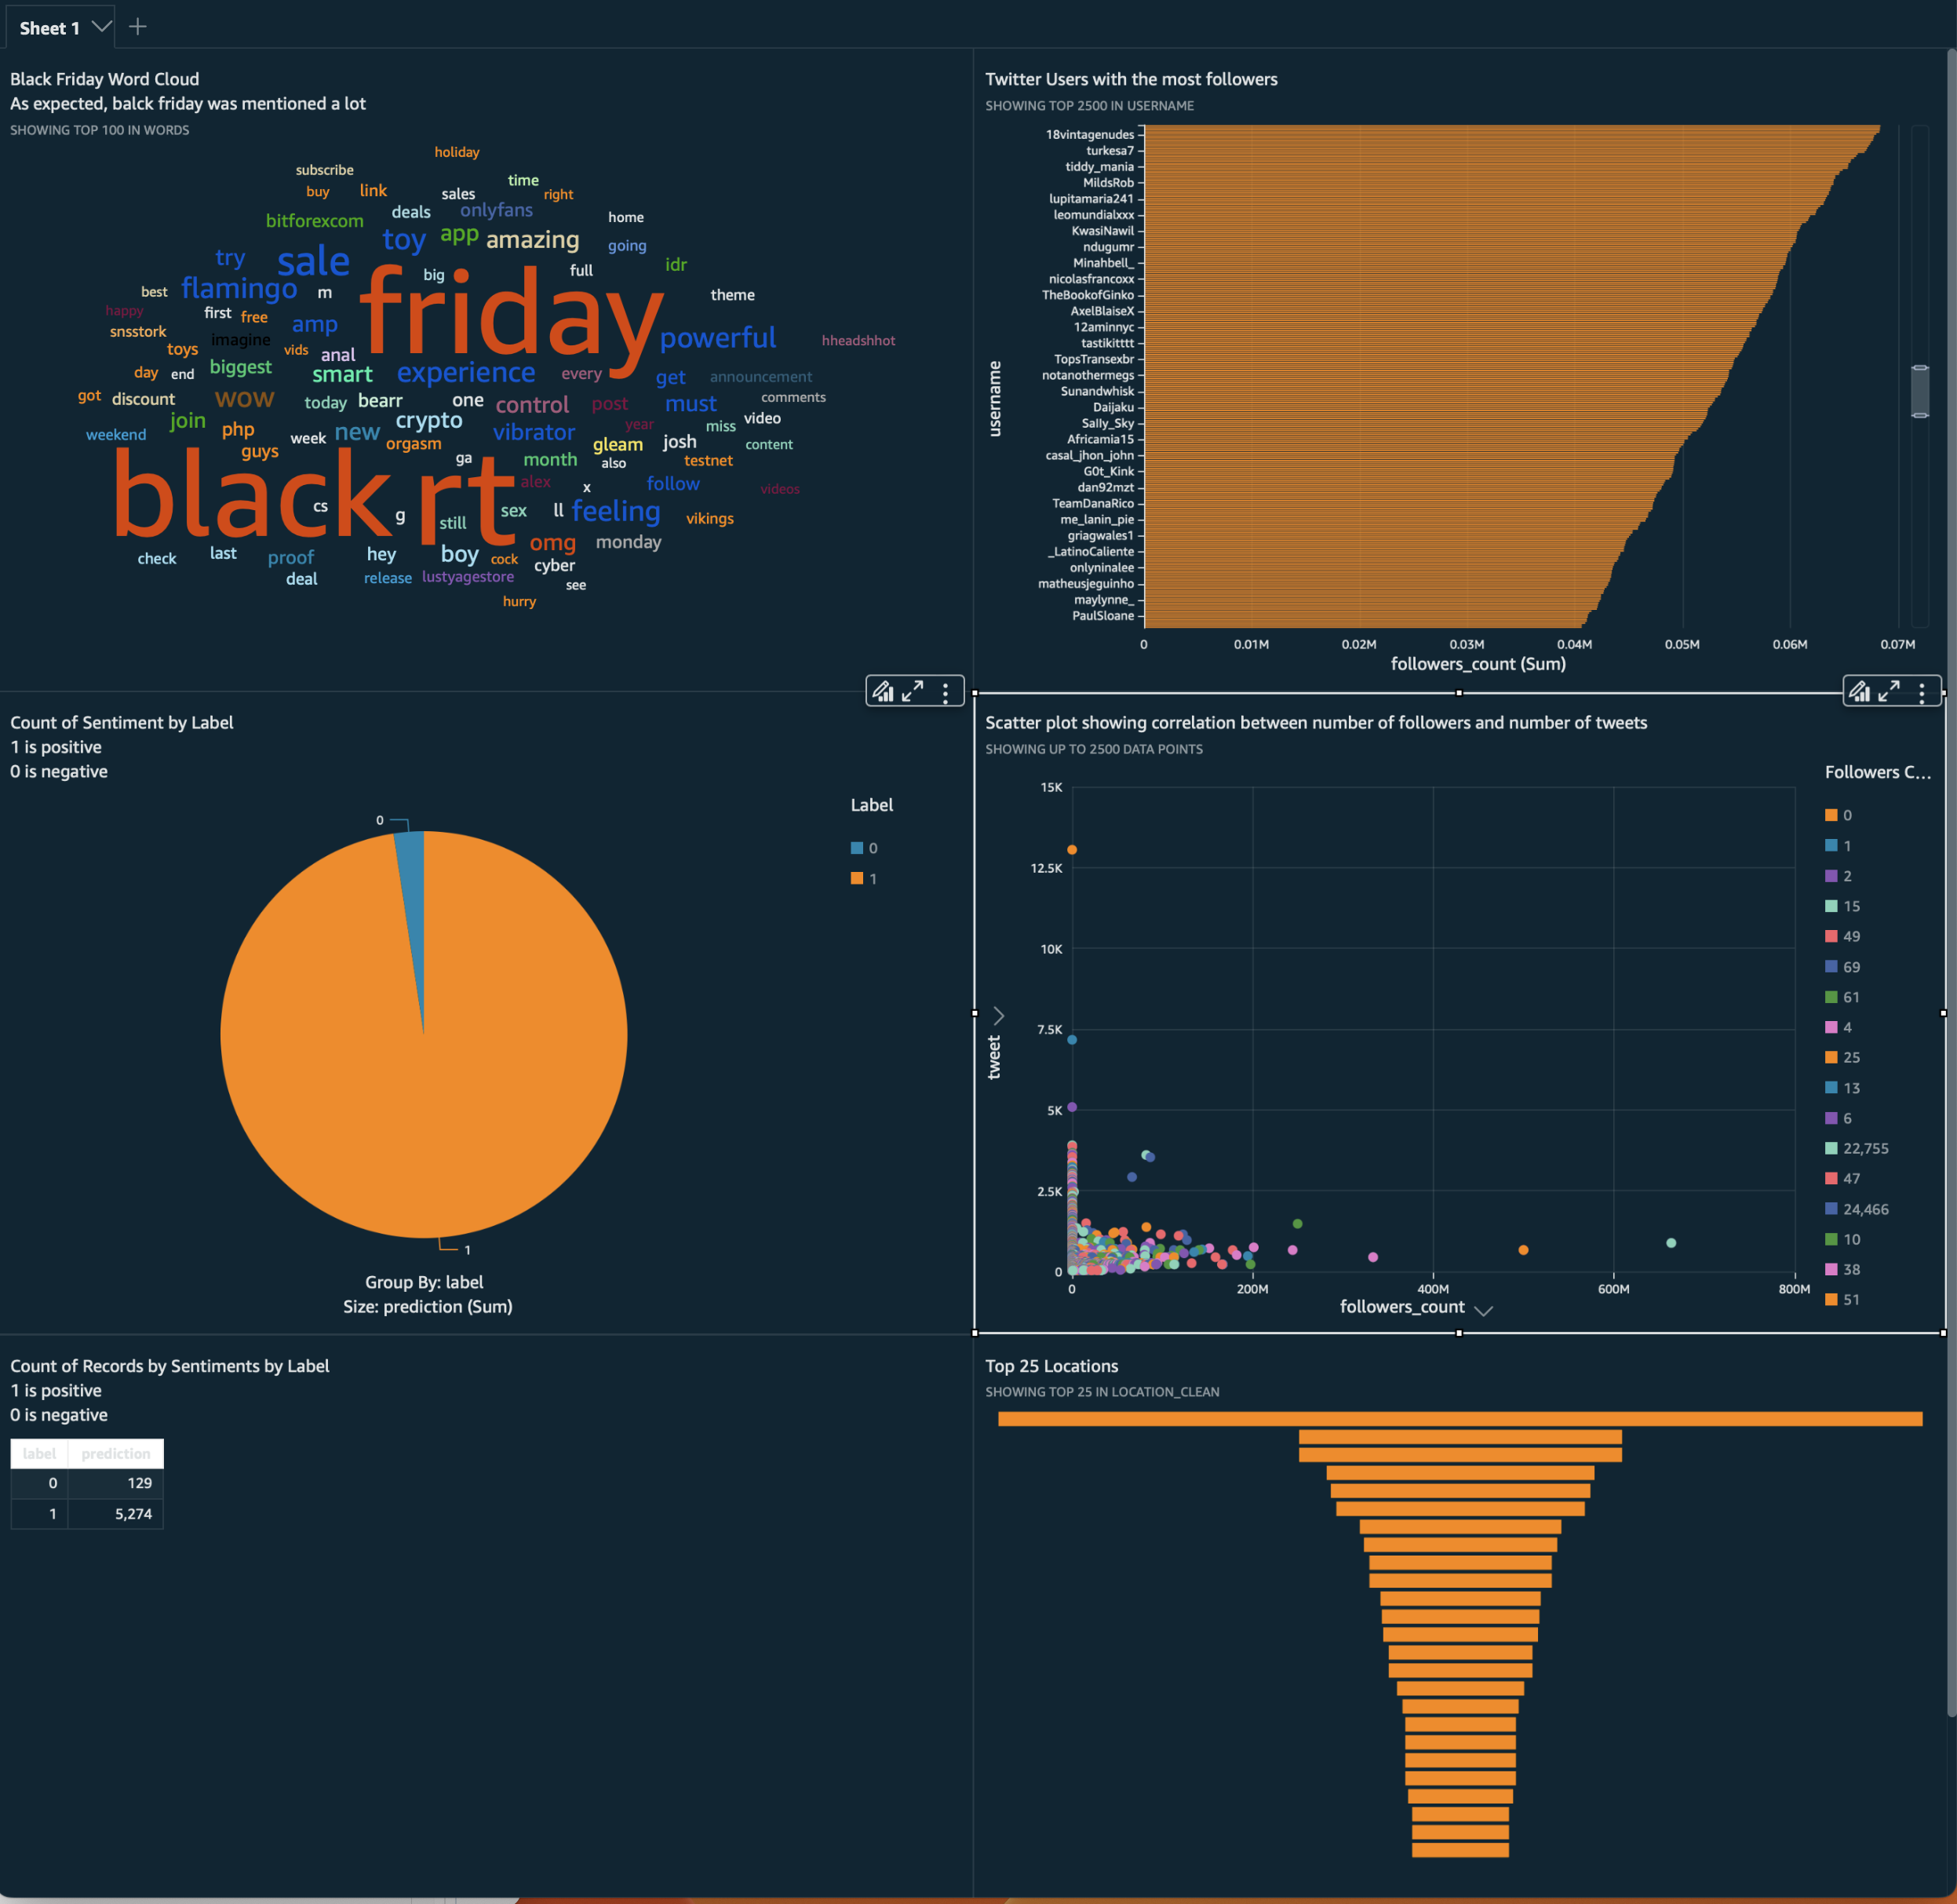 Sheet 1
Black Friday Word Cloud
As expected, balck friday was mentioned a lot
SHOWING TOP 100 IN WORDS
holiday
subscribe
time
buy link sales right
deals onlyfans home
bitforexcom
toy app amazing going
try sale idr
big full
flamingo m theme
best
friday
happy first free amp
snsstork imagine powerful hheadshhot
toys vids anal
biggest smart experience every get announcement
day end
got discount wow today bearr one control post must comments
join php crypto year miss video
weekend week new orgasm vibrator gleam josh content
guys ga month also testnet
black rt alex x follow videos
cs g still sex ll feeling vikings
omg monday
check last proof hey boy cock cyber
deal release lustyagestore see
hurry
Twitter Users with the most followers
SHOWING TOP 2500 IN USERNAME
username
18vintagenudes
turkesa7
tiddy_mania
MildsRob
lupitamaria241
leomundialxxx
KwasiNawil
ndugumr
Minahbell_
nicolasfrancoxx
TheBookofGinko
AxelBlaiseX
12aminnyc
tastikitttt
TopsTransexbr
notanothermegs
Sunandwhisk
Daijaku
Sally_Sky
Africamia15
casal_jhon_john
G0t_Kink
dan92mzt
TeamDanaRico
me_lanin_pie
griagwales1
_LatinoCaliente
onlyninalee
matheusjeguinho
maylynne_
PaulSloane
0 0.01M 0.02M 0.03M 0.04M 0.05M 0.06M 0.07M
followers_count (Sum)
Count of Sentiment by Label
1 is positive
0 is negative
Label
0
1
0
1
Group By: label
Size: prediction (Sum)
Scatter plot showing correlation between number of followers and number of tweets
SHOWING UP TO 2500 DATA POINTS
tweet
15K
12.5K
10K
7.5K
5K
2.5K
0
0 200M 400M 600M 800M
followers_count
Followers C...
0
1
2
15
49
69
61
4
25
13
6
22,755
47
24,466
10
38
51
Count of Records by Sentiments by Label
1 is positive
0 is negative
label prediction
0 129
1 5,274
Top 25 Locations
SHOWING TOP 25 IN LOCATION_CLEAN